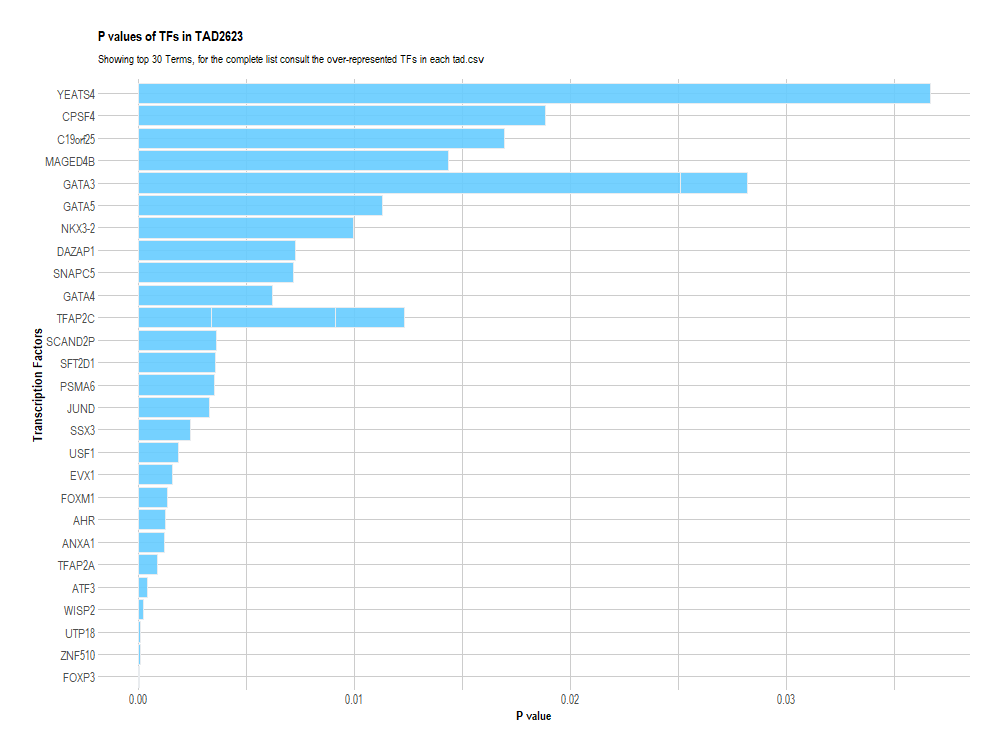 P values of TFs in TAD2623
Showing top 30 Terms, for the complete list consult the over-represented TFs in each tad.csv
Transcription Factors
YEATS4
CPSF4
C19orf25
MAGED4B
GATA3
GATA5
NKX3-2
DAZAP1
SNAPC5
GATA4
TFAP2C
SCAND2P
SFT2D1
PSMA6
JUND
SSX3
USF1
EVX1
FOXM1
AHR
ANXA1
TFAP2A
ATF3
WISP2
UTP18
ZNF510
FOXP3
0.00 0.01 0.02 0.03
P value